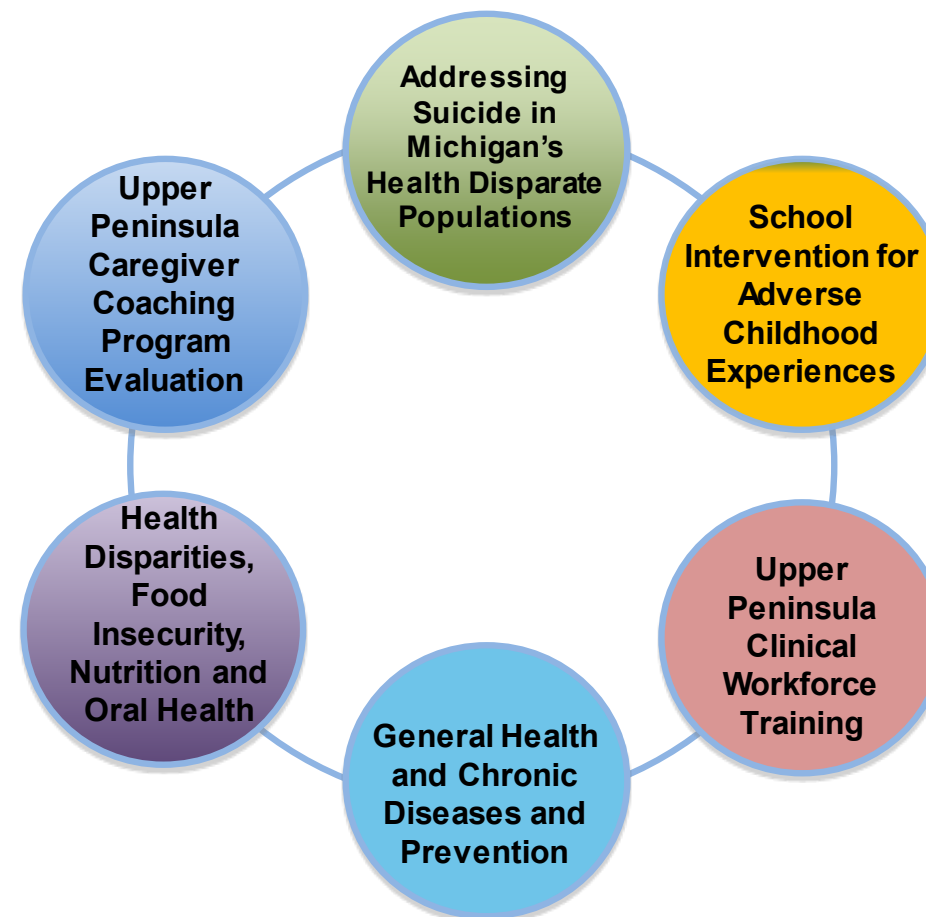 Addressing
Suicide in
Michigan's
Health Disparate
Populations
School
Intervention for
Adverse
Childhood
Experiences
Upper
Peninsula
Clinical
Workforce
Training
General Health
and Chronic
Diseases and
Prevention
Health
Disparities,
Food
Insecurity,
Nutrition and
Oral Health
Upper
Peninsula
Caregiver
Coaching
Program
Evaluation